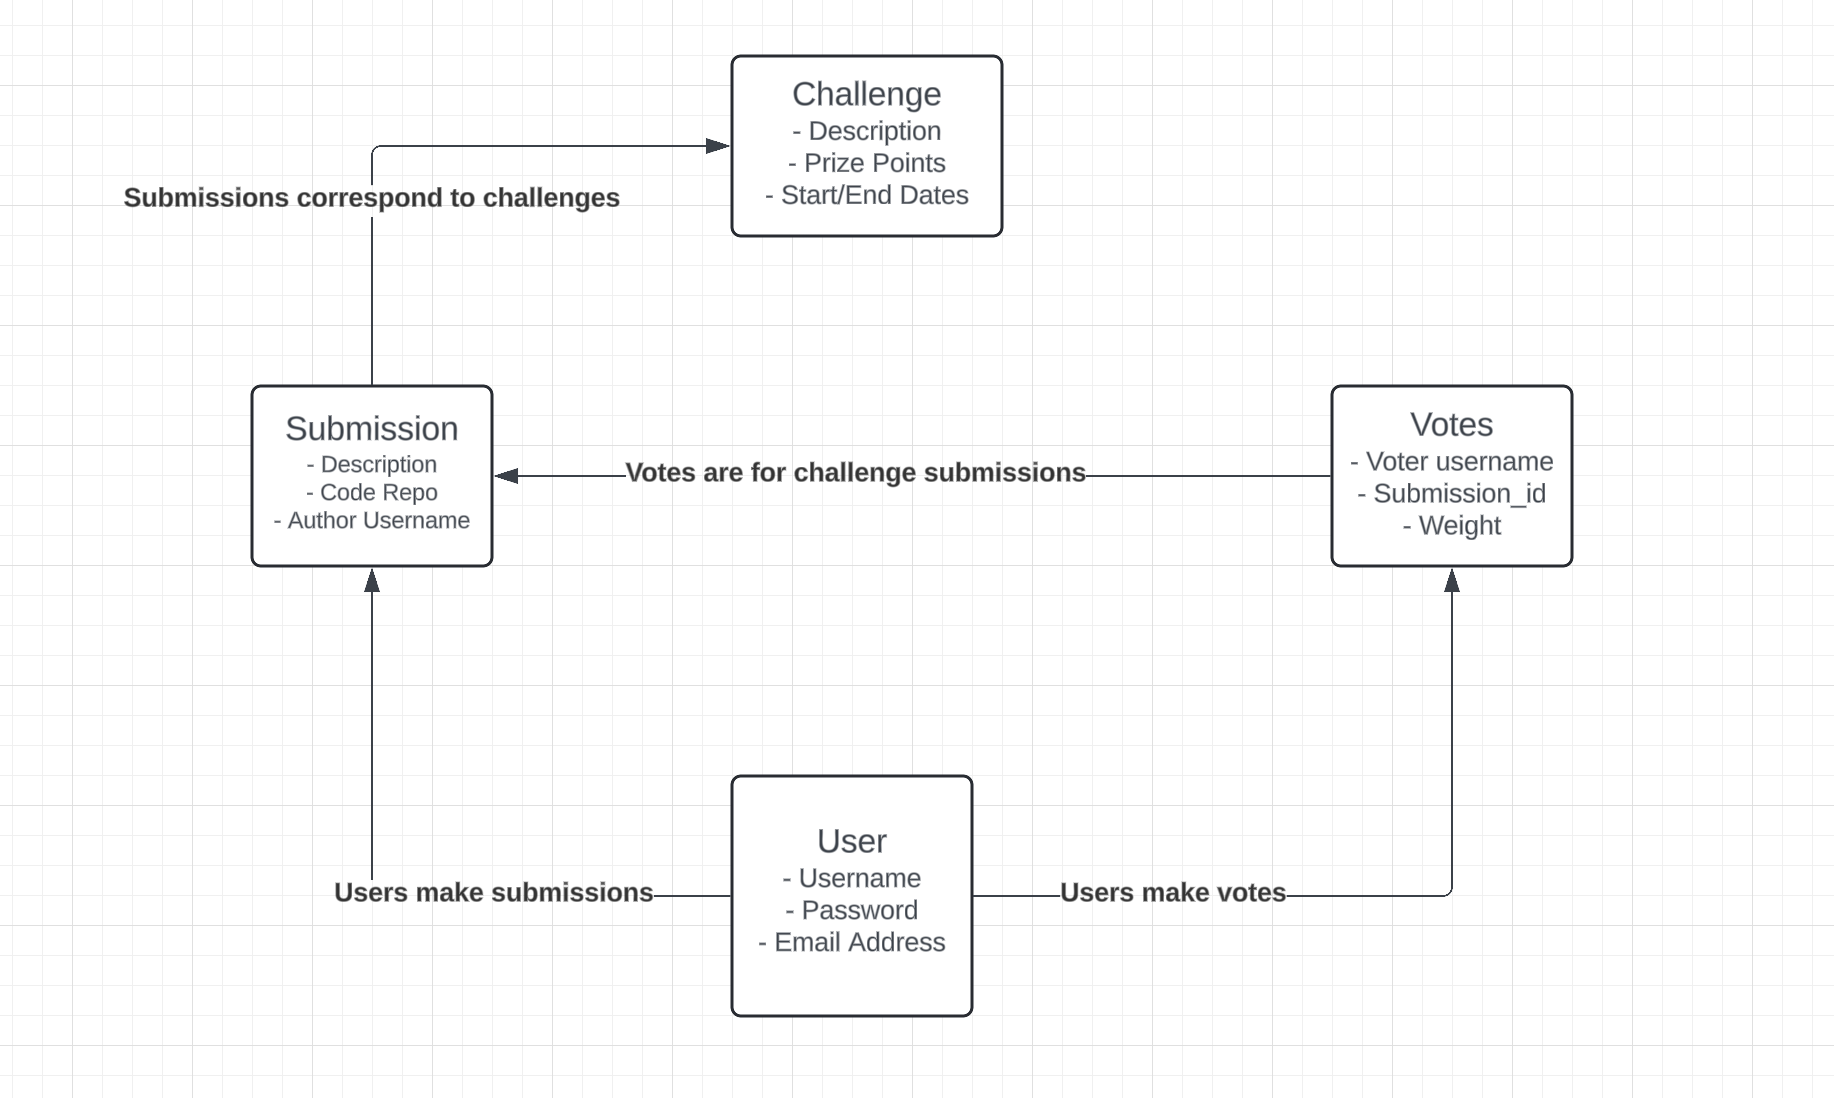 Challenge
- Description
- Prize Points
- Start/End Dates
Submissions correspond to challenges
Submission
- Description
- Code Repo
- Author Username
Votes are for challenge submissions
Votes
- Voter username
- Submission_id
- Weight
Users make submissions
User
- Username
- Password
- Email Address
Users make votes